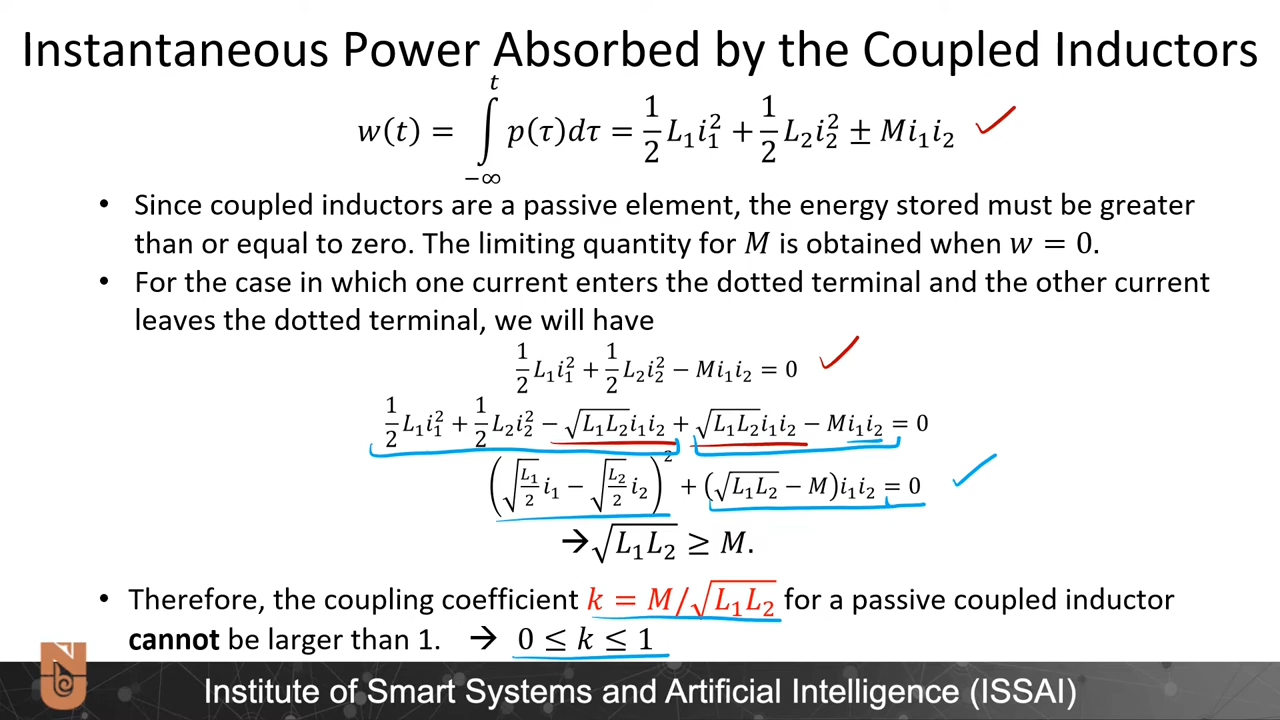 Instantaneous Power Absorbed by the Coupled Inductors
w(t) = ∫_{−∞}^{t} p(τ)dτ = 1/2 L₁i₁² + 1/2 L₂i₂² ± Mi₁i₂
• Since coupled inductors are a passive element, the energy stored must be greater
than or equal to zero. The limiting quantity for M is obtained when w = 0.
• For the case in which one current enters the dotted terminal and the other current
leaves the dotted terminal, we will have
1/2 L₁i₁² + 1/2 L₂i₂² − Mi₁i₂ = 0
1/2 L₁i₁² + 1/2 L₂i₂² − √(L₁L₂)i₁i₂ + √(L₁L₂)i₁i₂ − Mi₁i₂ = 0
(√(L₁/2) i₁ − √(L₂/2) i₂)² + (√(L₁L₂) − M)i₁i₂ = 0
→ √(L₁L₂) ≥ M.
• Therefore, the coupling coefficient k = M/√(L₁L₂) for a passive coupled inductor
cannot be larger than 1. → 0 ≤ k ≤ 1
Institute of Smart Systems and Artificial Intelligence (ISSAI)